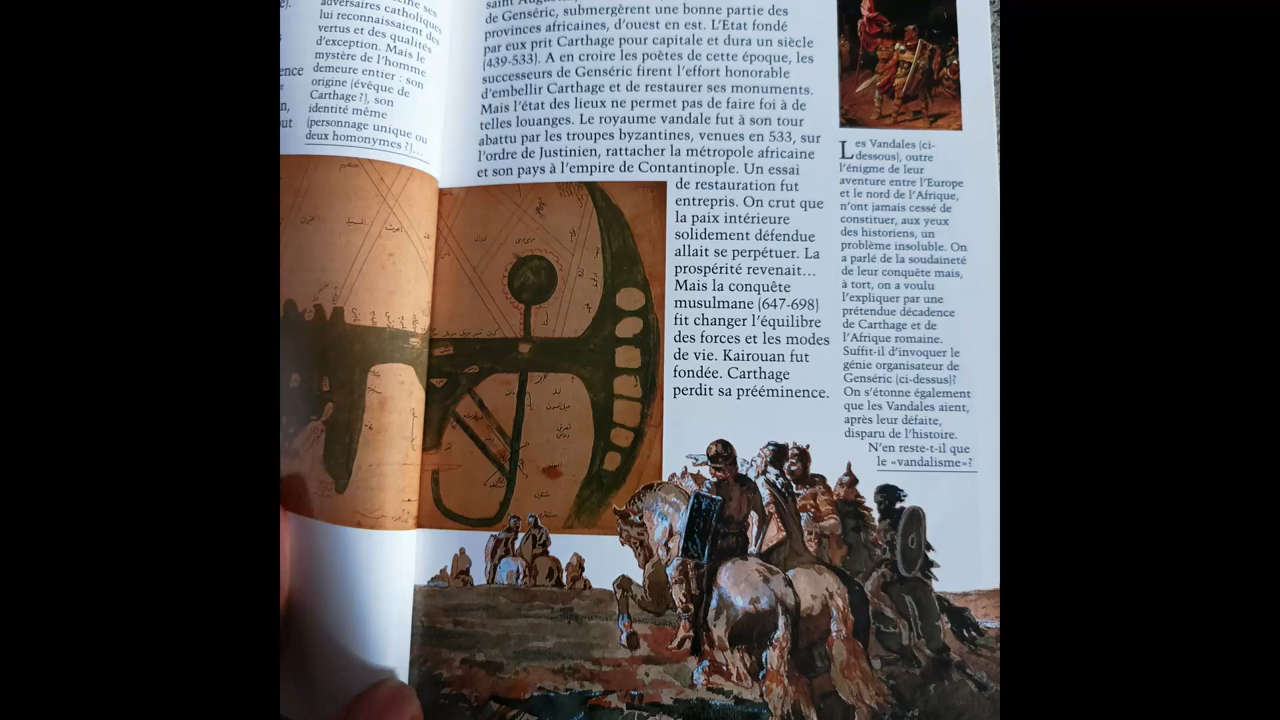 adversaires catholiques
lui reconnaissaient des
vertus et des qualités
d'exception. Mais le
mystère de l'homme
demeure entier : son
origine (évêque de
Carthage ?), son
identité même
(personnage unique ou
deux homonymes ?)...
saint
de Genséric, submergèrent une bonne partie des
provinces africaines, d'ouest en est. L'Etat fondé
par eux prit Carthage pour capitale et dura un siècle
(439-533). A en croire les poètes de cette époque, les
successeurs de Genséric firent l'effort honorable
d'embellir Carthage et de restaurer ses monuments.
Mais l'état des lieux ne permet pas de faire foi à de
telles louanges. Le royaume vandale fut à son tour
abattu par les troupes byzantines, venues en 533, sur
l'ordre de Justinien, rattacher la métropole africaine
et son pays à l'empire de Contantinople. Un essai
de restauration fut
entrepris. On crut que
la paix intérieure
solidement défendue
allait se perpétuer. La
prospérité revenait...
Mais la conquête
musulmane (647-698)
fit changer l'équilibre
des forces et les modes
de vie. Kairouan fut
fondée. Carthage
perdit sa prééminence.
Les Vandales (ci-
dessous), outre
l'énigme de leur
aventure entre l'Europe
et le nord de l'Afrique,
n'ont jamais cessé de
constituer, aux yeux
des historiens, un
problème insoluble. On
a parlé de la soudaineté
de leur conquête mais,
à tort, on a voulu
l'expliquer par une
prétendue décadence
de Carthage et de
l'Afrique romaine.
Suffit-il d'invoquer le
génie organisateur de
Genséric (ci-dessus)?
On s'étonne également
que les Vandales aient,
après leur défaite,
disparu de l'histoire.
N'en reste-t-il que
le «vandalisme»?